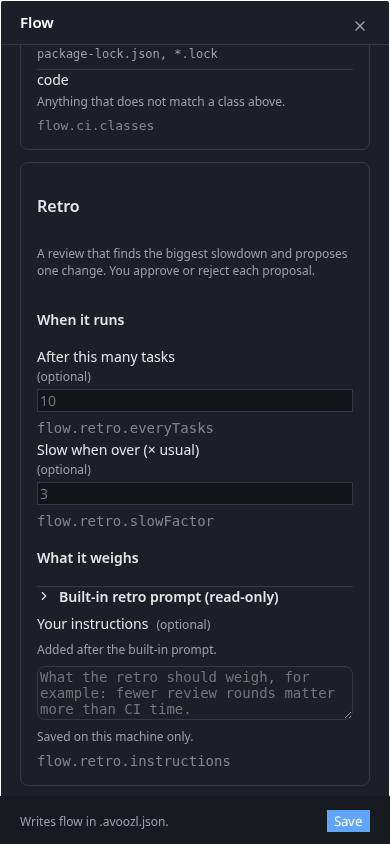 Flow
package-lock.json, *.lock
code
Anything that does not match a class above.
flow.ci.classes
Retro
A review that finds the biggest slowdown and proposes
one change. You approve or reject each proposal.
When it runs
After this many tasks
(optional)
10
flow.retro.everyTasks
Slow when over (× usual)
(optional)
3
flow.retro.slowFactor
What it weighs
Built-in retro prompt (read-only)
Your instructions (optional)
Added after the built-in prompt.
What the retro should weigh, for
example: fewer review rounds matter
more than CI time.
Saved on this machine only.
flow.retro.instructions
Writes flow in .avoozl.json.
Save